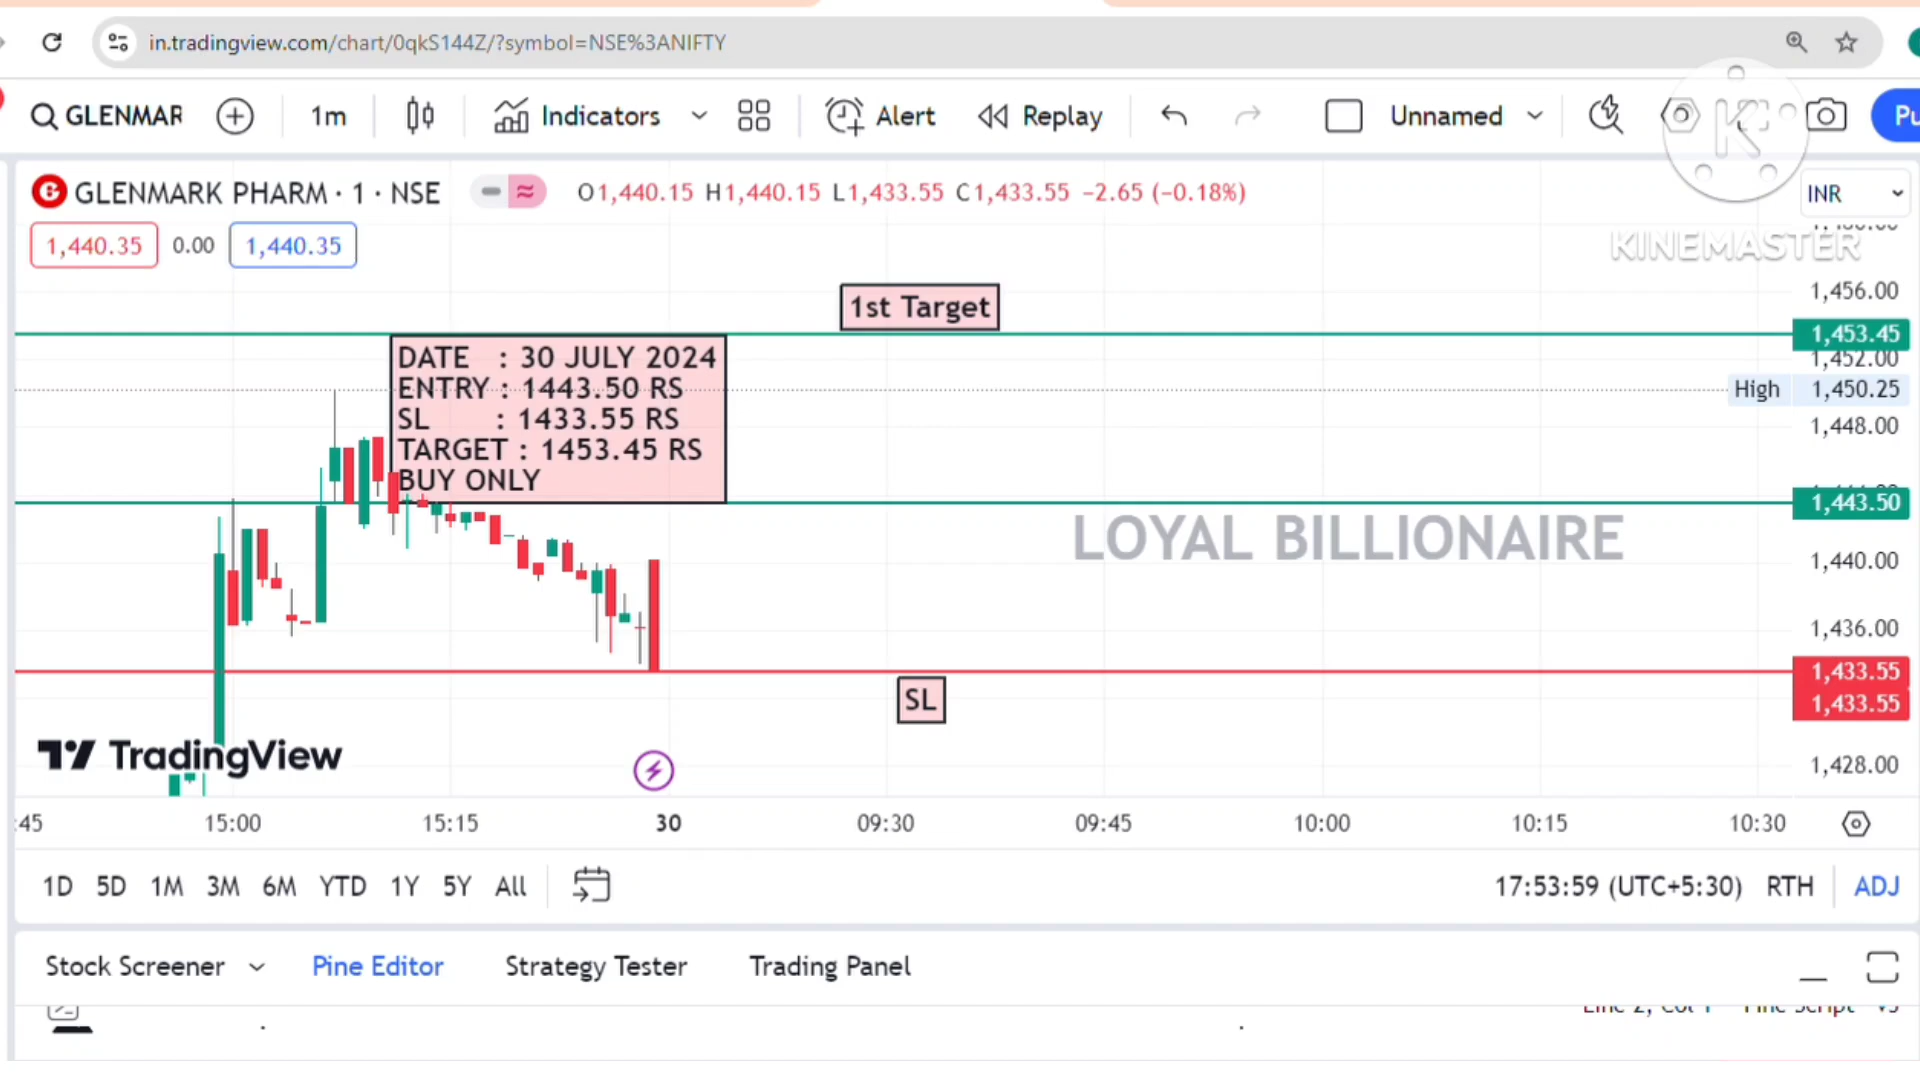 in.tradingview.com/chart/0qkS144Z/?symbol=NSE%3ANIFTY
GLENMAR 1m Indicators Alert Replay Unnamed Pu
GLENMARK PHARM · 1 · NSE O1,440.15 H1,440.15 L1,433.55 C1,433.55 −2.65 (−0.18%) INR
1,440.35 0.00 1,440.35
KINEMASTER
1,456.00
1st Target
1,453.45
1,452.00
DATE : 30 JULY 2024
ENTRY : 1443.50 RS
SL : 1433.55 RS
TARGET : 1453.45 RS
BUY ONLY
High 1,450.25
1,448.00
1,443.50
LOYAL BILLIONAIRE
1,440.00
1,436.00
1,433.55
1,433.55
SL
TradingView
1,428.00
:45 15:00 15:15 30 09:30 09:45 10:00 10:15 10:30
1D 5D 1M 3M 6M YTD 1Y 5Y All 17:53:59 (UTC+5:30) RTH ADJ
Stock Screener Pine Editor Strategy Tester Trading Panel